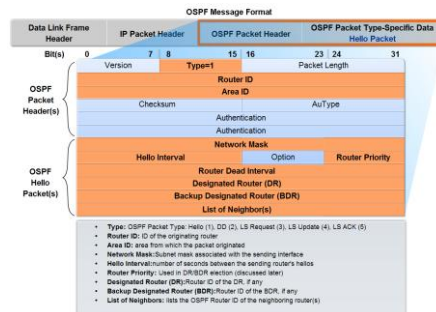 OSPF Message Format
Data Link Frame Header
IP Packet Header
OSPF Packet Header
OSPF Packet Type-Specific Data
Hello Packet
Bit(s) 0 7 8 15 16 23 24 31
OSPF Packet Header(s)
Version Type=1 Packet Length
Router ID
Area ID
Checksum AuType
Authentication
Authentication
OSPF Hello Packet(s)
Network Mask
Hello Interval Option Router Priority
Router Dead Interval
Designated Router (DR)
Backup Designated Router (BDR)
List of Neighbor(s)
• Type: OSPF Packet Type: Hello (1), DD (2), LS Request (3), LS Update (4), LS ACK (5)
• Router ID: ID of the originating router
• Area ID: area from which the packet originated
• Network Mask:Subnet mask associated with the sending interface
• Hello Interval:number of seconds between the sending router's hellos
• Router Priority: Used in DR/BDR election (discussed later)
• Designated Router (DR):Router ID of the DR, if any
• Backup Designated Router (BDR):Router ID of the BDR, if any
• List of Neighbors: lists the OSPF Router ID of the neighboring router(s)